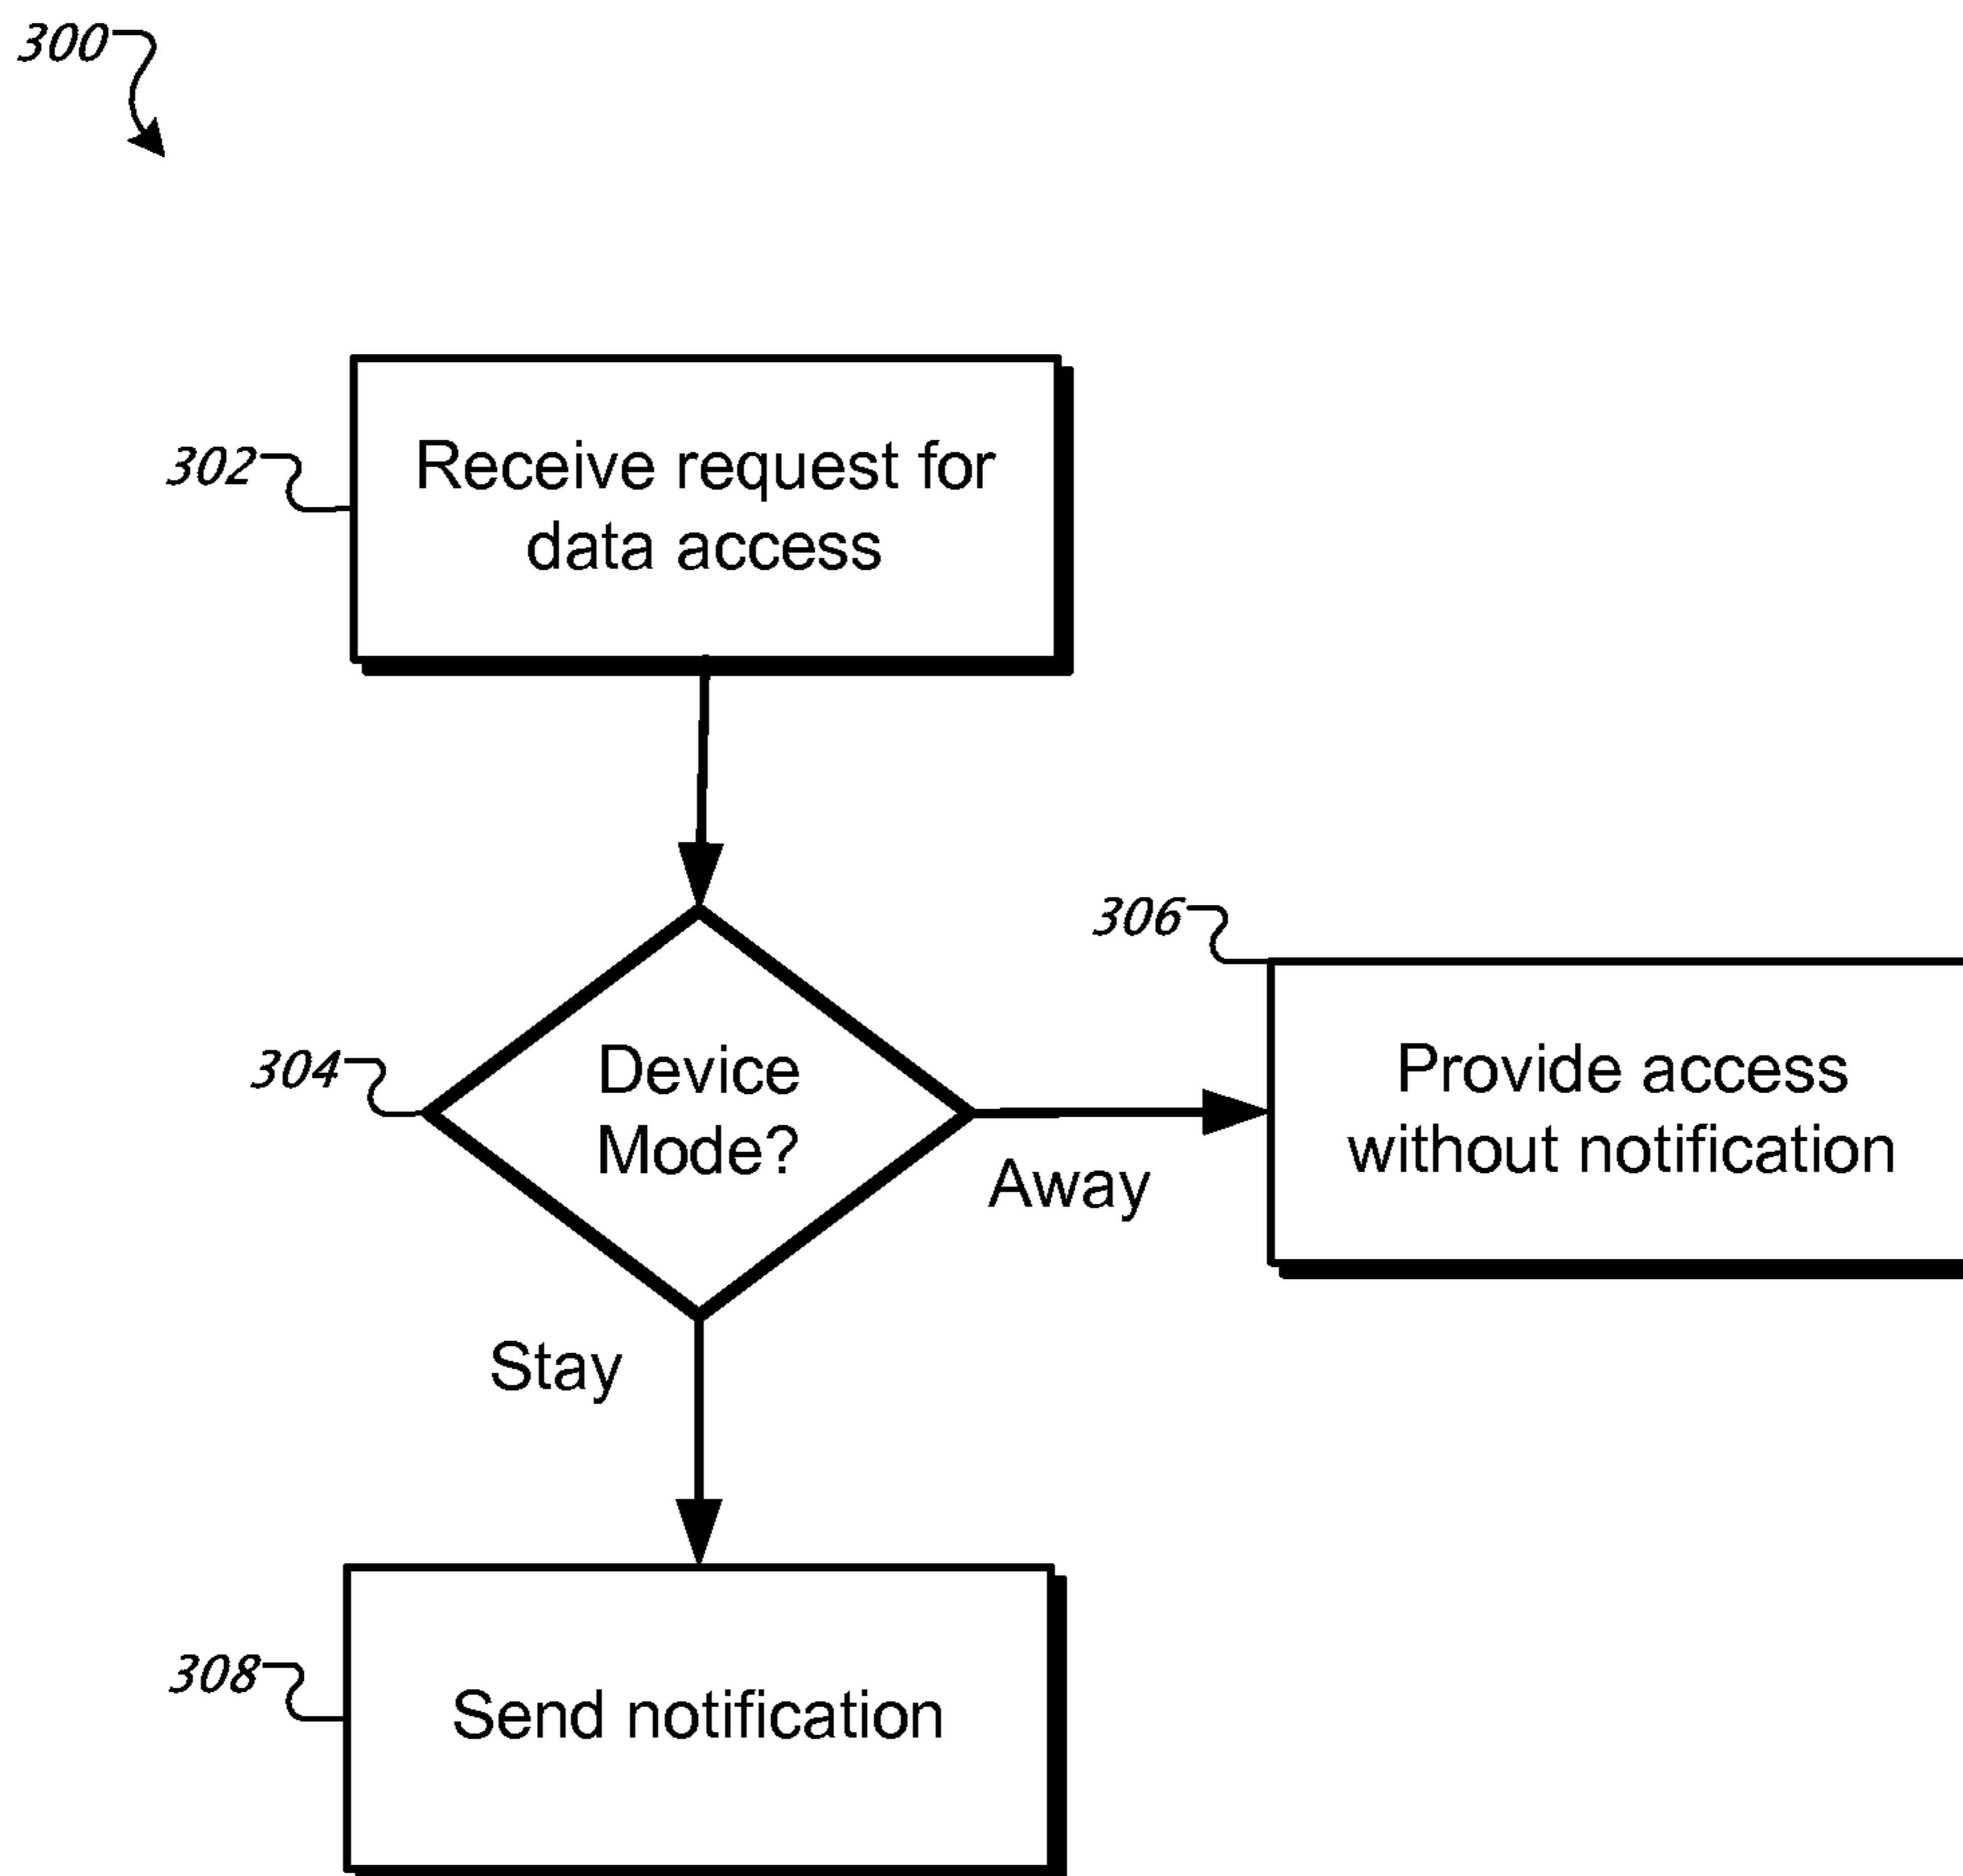 300
302
Receive request for
data access
304
Device
Mode?
Away
306
Provide access
without notification
Stay
308
Send notification